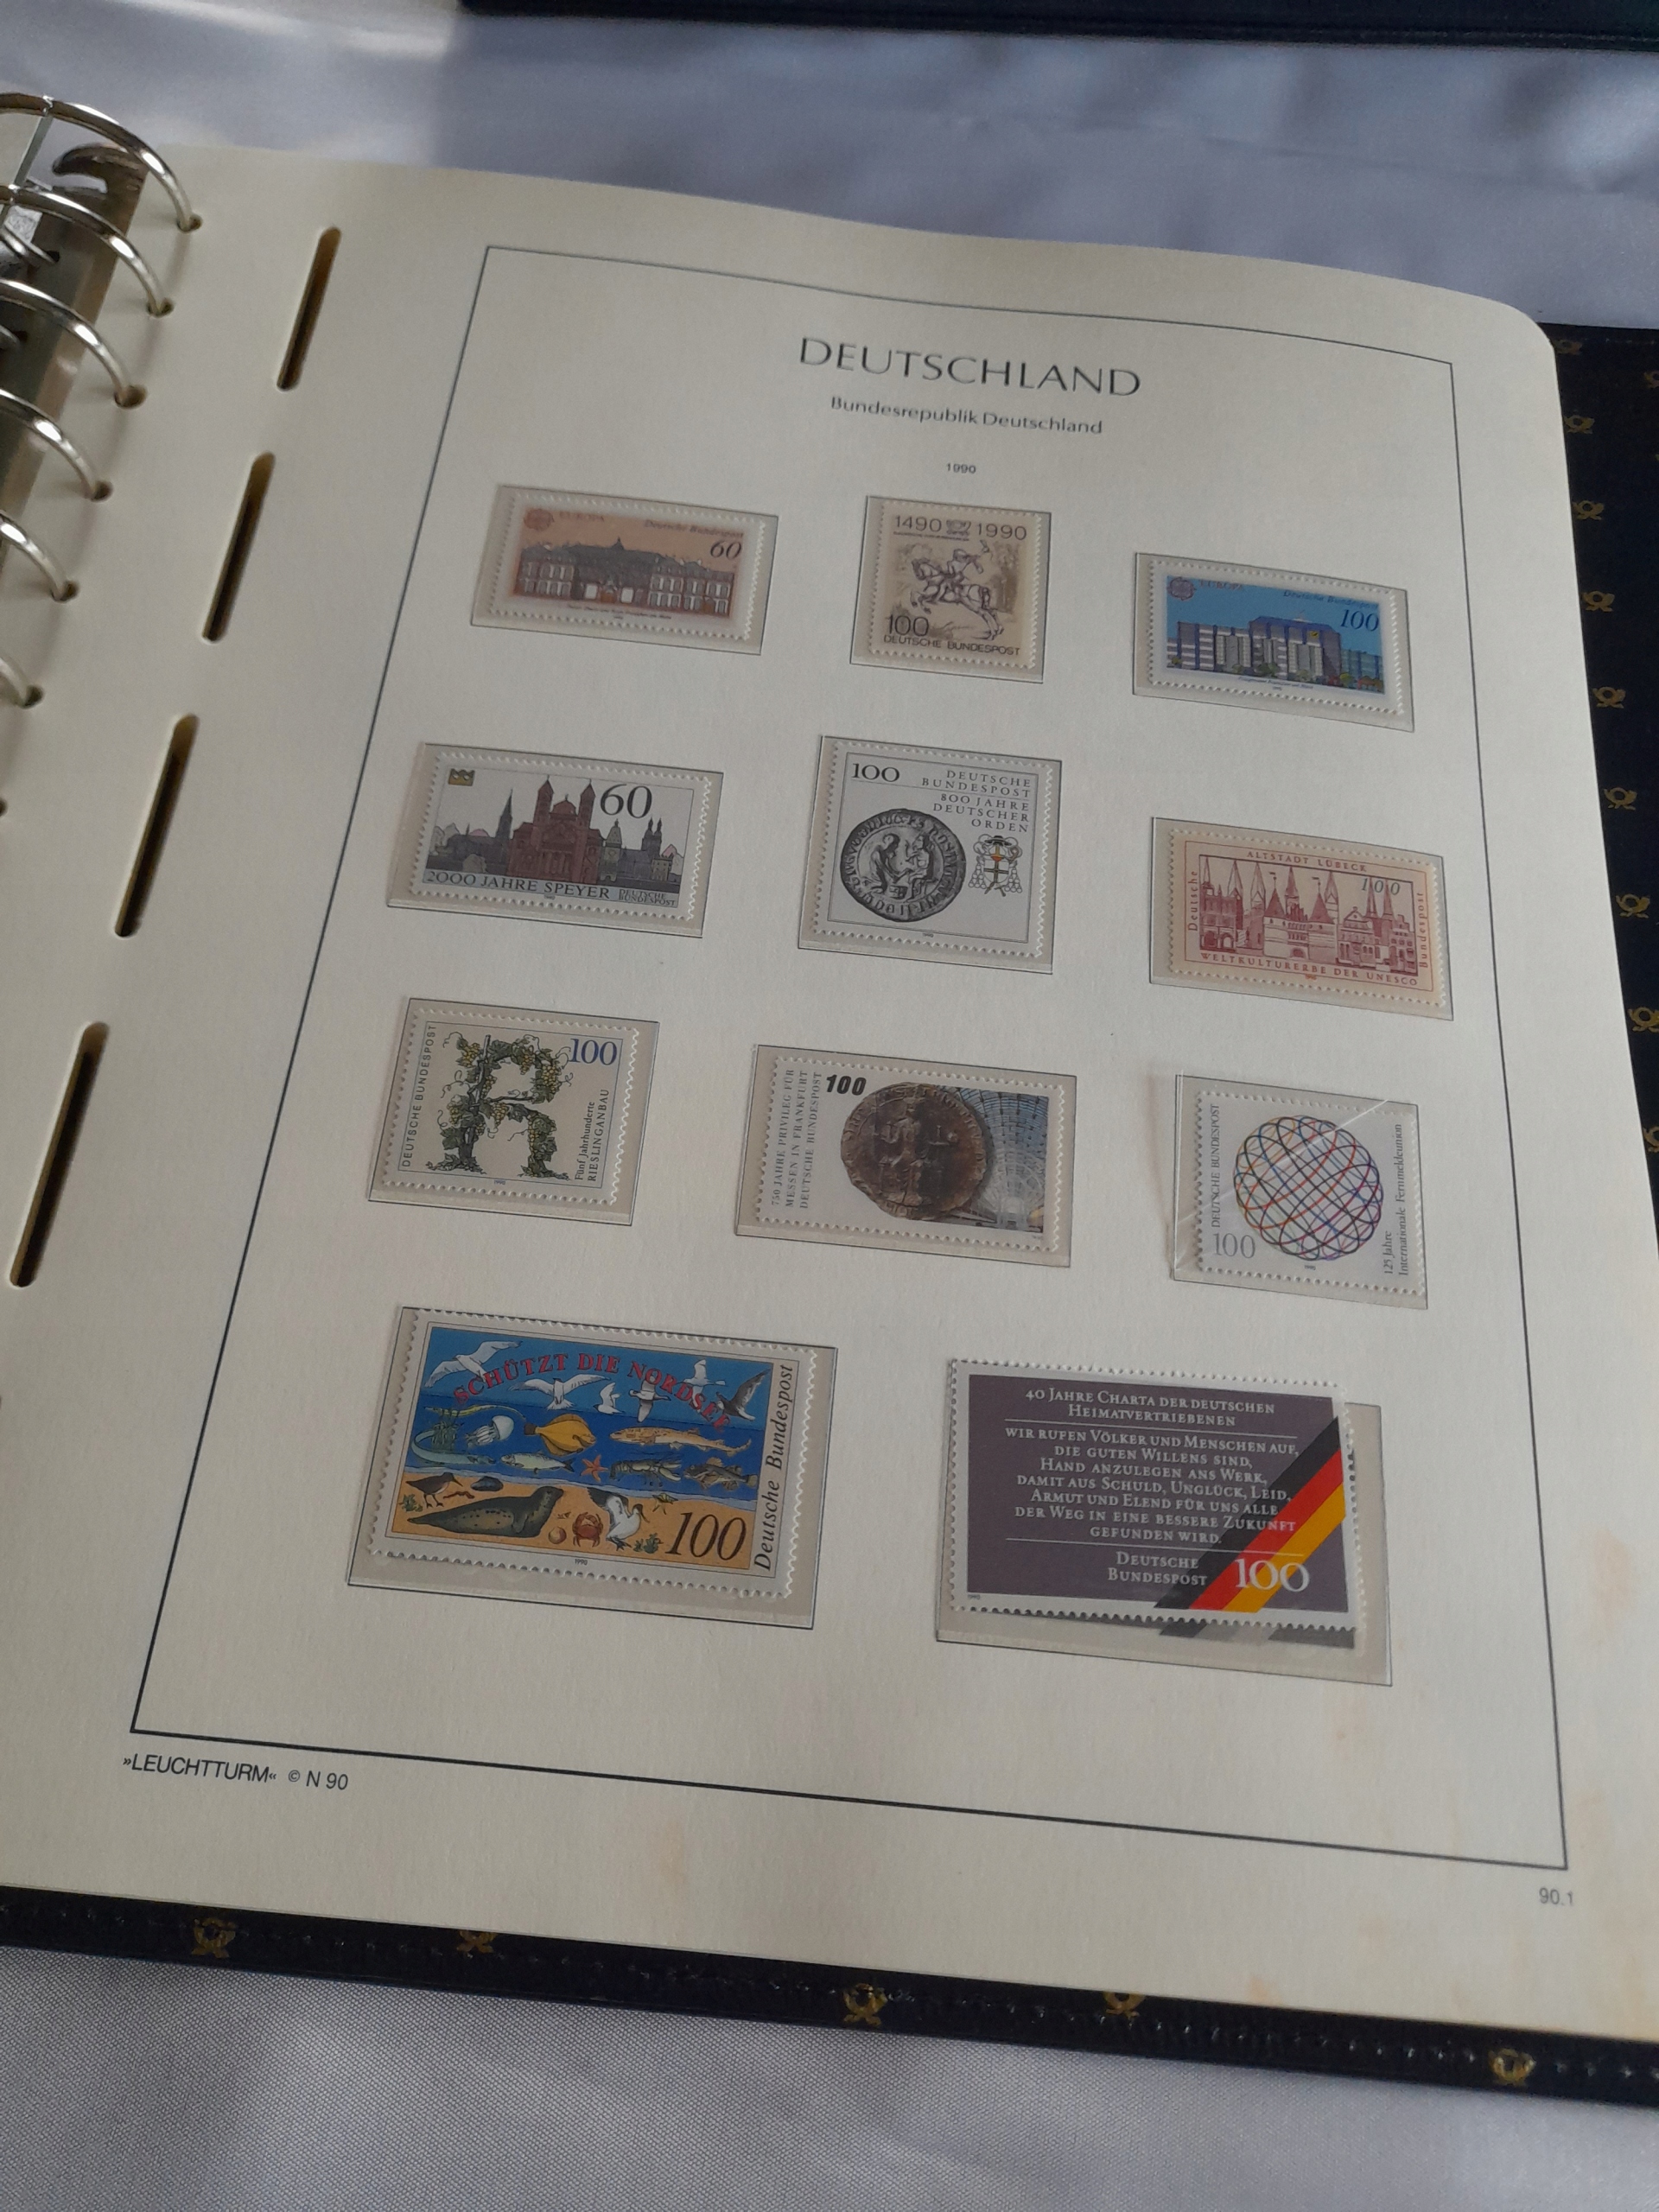 DEUTSCHLAND
Bundesrepublik Deutschland
1990
EUROPA
Deutsche Bundespost
60
1490 1990
100
DEUTSCHE BUNDESPOST
EUROPA
Deutsche Bundespost
100
60
2000 JAHRE SPEYER
DEUTSCHE
BUNDESPOST
100
DEUTSCHE
BUNDESPOST
800 JAHRE
DEUTSCHER
ORDEN
ALTSTADT LÜBECK
100
Deutsche
Bundespost
WELTKULTURERBE DER UNESCO
DEUTSCHE BUNDESPOST
100
Fünf Jahrhunderte
RIESLINGANBAU
750 JAHRE PRIVILEG FÜR
MESSEN IN FRANKFURT
DEUTSCHE BUNDESPOST
100
DEUTSCHE BUNDESPOST
100
125 Jahre
Internationale Fernmeldeunion
SCHÜTZT DIE NORDSEE
Deutsche Bundespost
100
1990
40 JAHRE CHARTA DER DEUTSCHEN
HEIMATVERTRIEBENEN
WIR RUFEN VÖLKER UND MENSCHEN AUF,
DIE GUTEN WILLENS SIND,
HAND ANZULEGEN ANS WERK,
DAMIT AUS SCHULD, UNGLÜCK, LEID,
ARMUT UND ELEND FÜR UNS ALLE
DER WEG IN EINE BESSERE ZUKUNFT
GEFUNDEN WIRD.
DEUTSCHE
BUNDESPOST
100
»LEUCHTTURM« © N 90
90.1